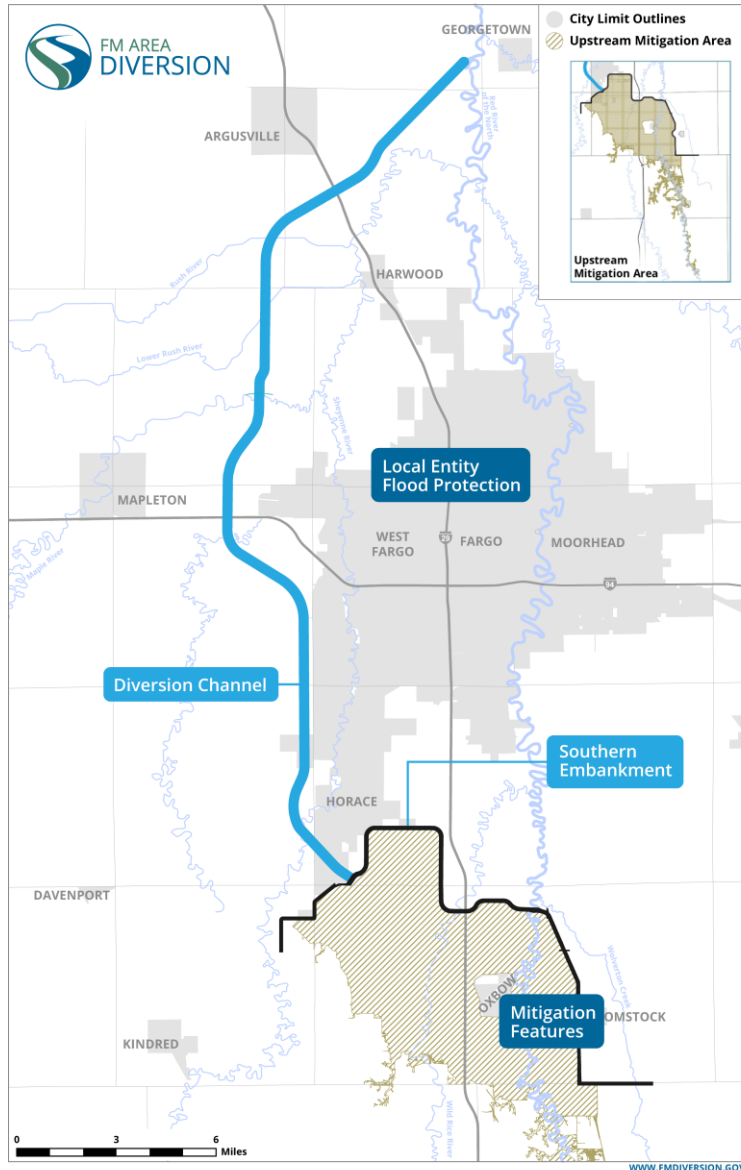 FM AREA
DIVERSION
GEORGETOWN
City Limit Outlines
Upstream Mitigation Area
Upstream
Mitigation Area
Red River
of the North
ARGUSVILLE
Rush River
HARWOOD
Lower Rush River
Sheyenne River
Local Entity
Flood Protection
MAPLETON
Maple River
WEST
FARGO
FARGO
29
MOORHEAD
94
Diversion Channel
Southern
Embankment
HORACE
DAVENPORT
Wolverton Creek
OXBOW
Mitigation
Features
OMSTOCK
KINDRED
Wild Rice River
0 3 6
Miles
WWW.FMDIVERSION.GOV